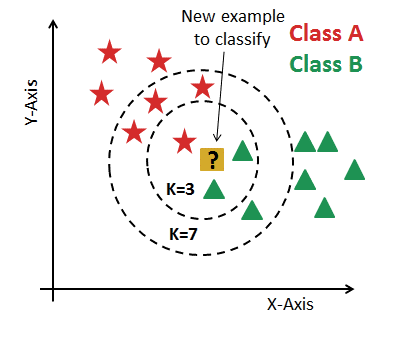 New example
to classify
Class A
Class B
Y-Axis
?
K=3
K=7
X-Axis